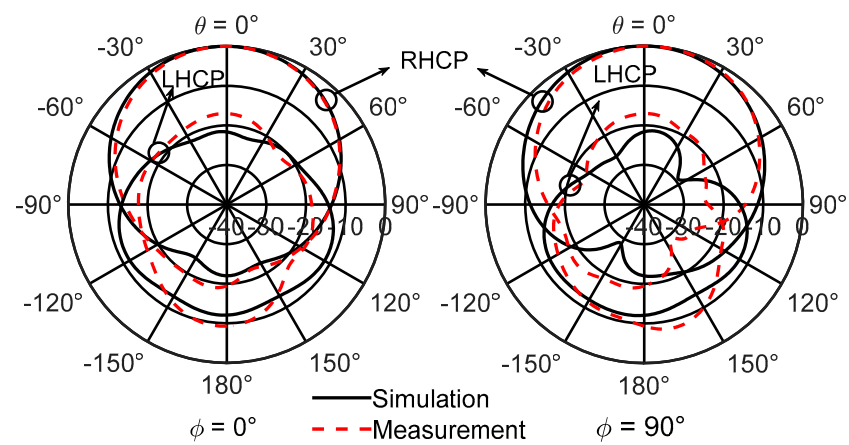 θ = 0°
θ = 0°
-30°
30°
-30°
30°
RHCP
LHCP
LHCP
-60°
60°
-60°
60°
-90°
90°
-90°
90°
-40 -30 -20 -10 0
-40 -30 -20 -10 0
-120°
120°
-120°
120°
-150°
150°
-150°
150°
180°
180°
Simulation
ϕ = 0°
Measurement
ϕ = 90°